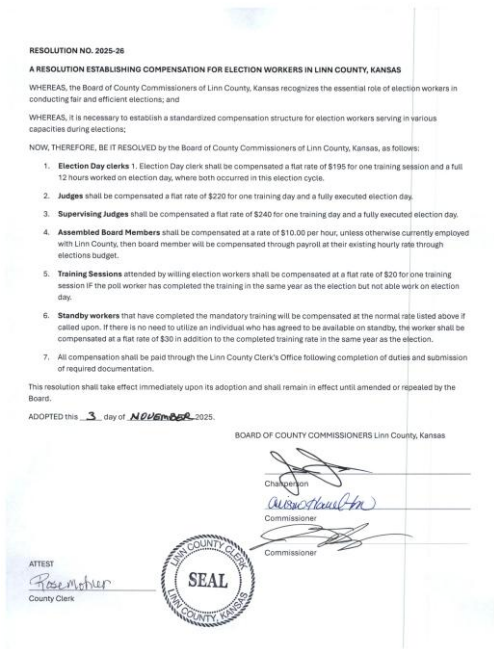 RESOLUTION NO. 2025-26
A RESOLUTION ESTABLISHING COMPENSATION FOR ELECTION WORKERS IN LINN COUNTY, KANSAS
WHEREAS, the Board of County Commissioners of Linn County, Kansas recognizes the essential role of election workers in
conducting fair and efficient elections; and
WHEREAS, it is necessary to establish a standardized compensation structure for election workers serving in various
capacities during elections;
NOW, THEREFORE, BE IT RESOLVED by the Board of County Commissioners of Linn County, Kansas, as follows:
1. Election Day clerks 1. Election Day clerk shall be compensated a flat rate of $195 for one training session and a full
12 hours worked on election day, where both occurred in this election cycle.
2. Judges shall be compensated a flat rate of $220 for one training day and a fully executed election day.
3. Supervising Judges shall be compensated a flat rate of $240 for one training day and a fully executed election day.
4. Assembled Board Members shall be compensated at a rate of $10.00 per hour, unless otherwise currently employed
with Linn County, then board member will be compensated through payroll at their existing hourly rate through
elections budget.
5. Training Sessions attended by willing election workers shall be compensated at a flat rate of $20 for one training
session IF the poll worker has completed the training in the same year as the election but not able work on election
day.
6. Standby workers that have completed the mandatory training will be compensated at the normal rate listed above if
called upon. If there is no need to utilize an individual who has agreed to be available on standby, the worker shall be
compensated at a flat rate of $30 in addition to the completed training rate in the same year as the election.
7. All compensation shall be paid through the Linn County Clerk's Office following completion of duties and submission
of required documentation.
This resolution shall take effect immediately upon its adoption and shall remain in effect until amended or repealed by the
Board.
ADOPTED this 3 day of NOVEMBER 2025.
BOARD OF COUNTY COMMISSIONERS Linn County, Kansas
Chairperson
Commissioner
Commissioner
ATTEST
Rose Mohler
County Clerk
LINN COUNTY CLERK
SEAL
LINN COUNTY, KANSAS